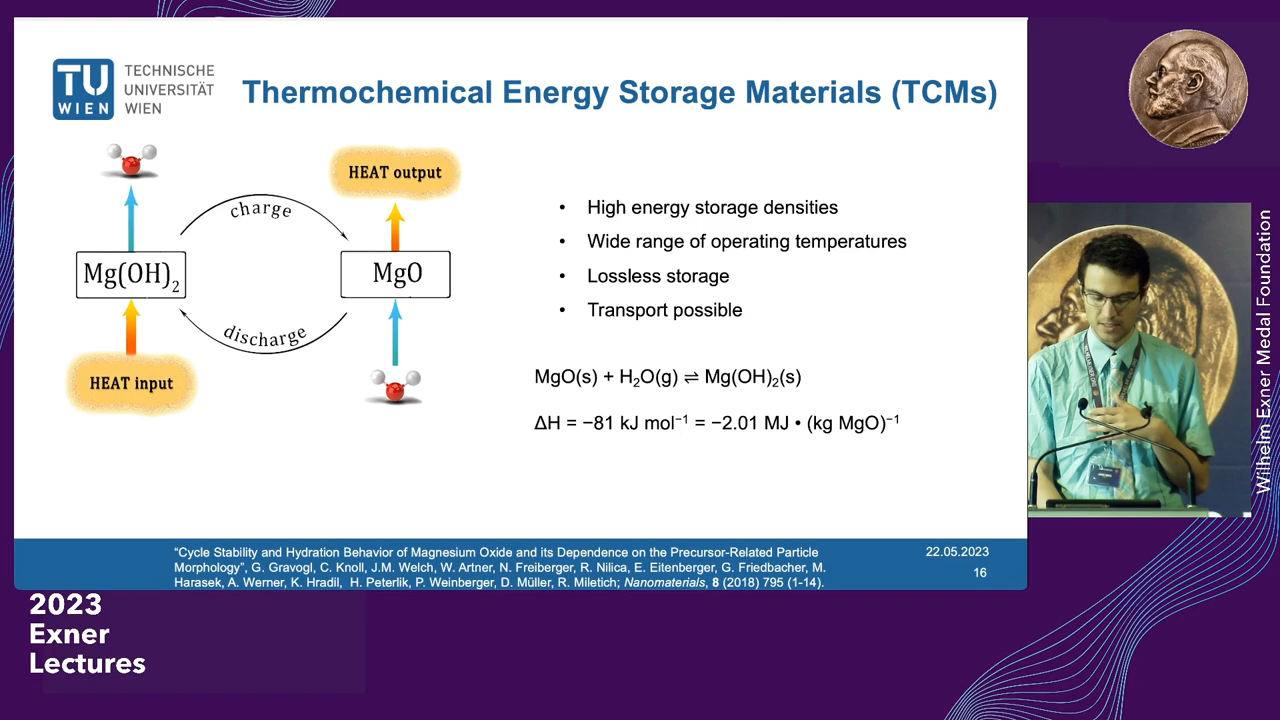 TU
WIEN
TECHNISCHE
UNIVERSITÄT
WIEN
Thermochemical Energy Storage Materials (TCMs)
HEAT output
charge
Mg(OH)₂
MgO
discharge
HEAT input
• High energy storage densities
• Wide range of operating temperatures
• Lossless storage
• Transport possible
MgO(s) + H₂O(g) ⇌ Mg(OH)₂(s)
ΔH = −81 kJ mol⁻¹ = −2.01 MJ • (kg MgO)⁻¹
“Cycle Stability and Hydration Behavior of Magnesium Oxide and its Dependence on the Precursor-Related Particle
Morphology”, G. Gravogl, C. Knoll, J.M. Welch, W. Artner, N. Freiberger, R. Nilica, E. Eitenberger, G. Friedbacher, M.
Harasek, A. Werner, K. Hradil, H. Peterlik, P. Weinberger, D. Müller, R. Miletich; Nanomaterials, 8 (2018) 795 (1-14).
22.05.2023
16
Wilhelm Exner Medal Foundation
2023
Exner
Lectures